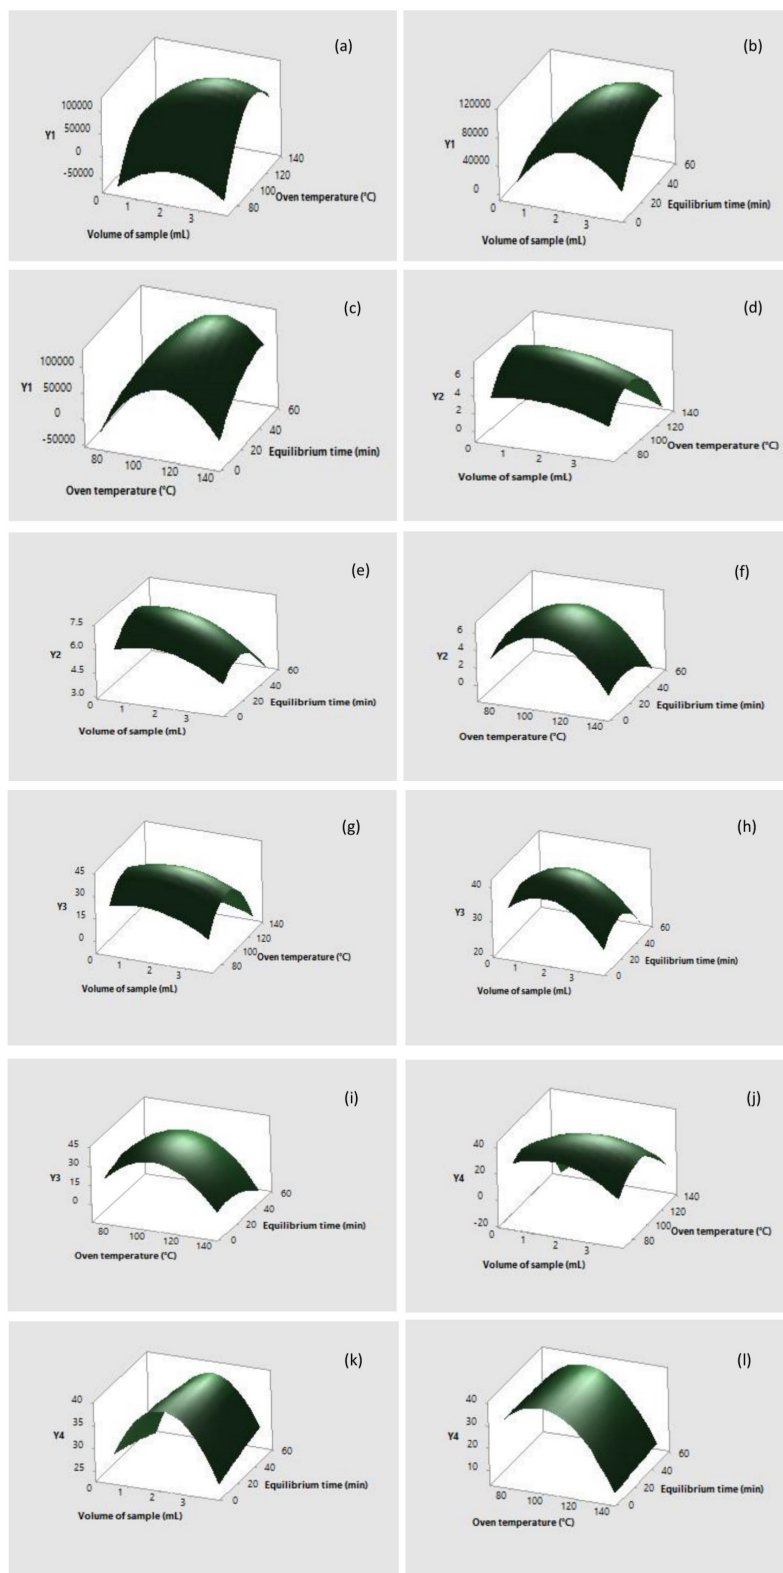 (a)
100000
50000
Y1
0
-50000
140
120
100
80
Oven temperature (°C)
0
1
2
3
Volume of sample (mL)
(b)
120000
80000
Y1
40000
0
60
40
20
0
Equilibrium time (min)
0
1
2
3
Volume of sample (mL)
(c)
100000
Y1 50000
0
-50000
60
40
20
0
Equilibrium time (min)
80
100
120
140
Oven temperature (°C)
(d)
6
4
Y2
2
0
140
120
100
80
Oven temperature (°C)
0
1
2
3
Volume of sample (mL)
(e)
7.5
6.0
Y2
4.5
3.0
60
40
20
0
Equilibrium time (min)
0
1
2
3
Volume of sample (mL)
(f)
6
4
Y2
2
0
60
40
20
0
Equilibrium time (min)
80
100
120
140
Oven temperature (°C)
(g)
45
30
Y3
15
0
140
120
100
80
Oven temperature (°C)
0
1
2
3
Volume of sample (mL)
(h)
40
Y3
30
20
60
40
20
0
Equilibrium time (min)
0
1
2
3
Volume of sample (mL)
(i)
45
30
Y3
15
0
60
40
20
0
Equilibrium time (min)
80
100
120
140
Oven temperature (°C)
(j)
40
20
Y4
0
-20
140
120
100
80
Oven temperature (°C)
0
1
2
3
Volume of sample (mL)
(k)
40
35
Y4
30
25
60
40
20
0
Equilibrium time (min)
0
1
2
3
Volume of sample (mL)
(l)
40
30
Y4
20
10
60
40
20
0
Equilibrium time (min)
80
100
120
140
Oven temperature (°C)